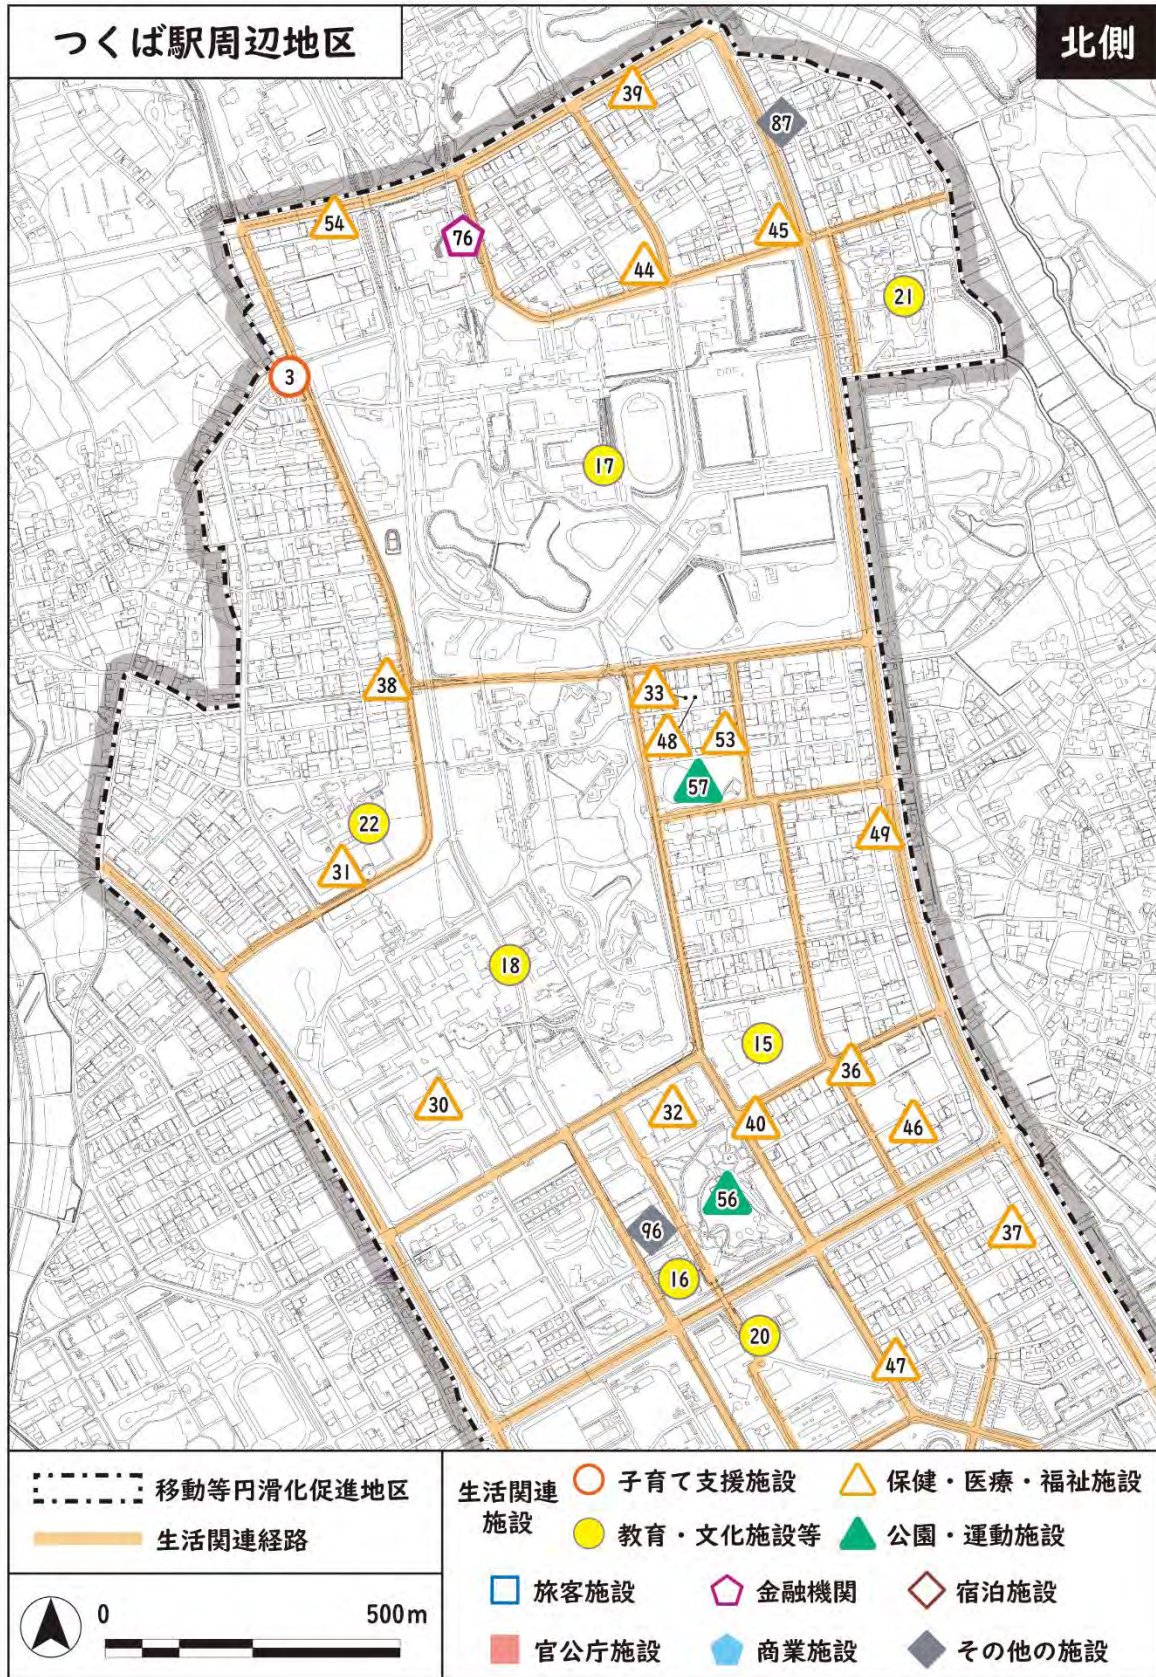 つくば駅周辺地区
北側
39
87
54
76
45
44
21
3
17
38
33
48
53
57
22
49
31
18
15
36
30
32
40
46
56
96
37
16
20
47
移動等円滑化促進地区
生活関連経路
0 500m
生活関連施設
子育て支援施設
保健・医療・福祉施設
教育・文化施設等
公園・運動施設
旅客施設
金融機関
宿泊施設
官公庁施設
商業施設
その他の施設